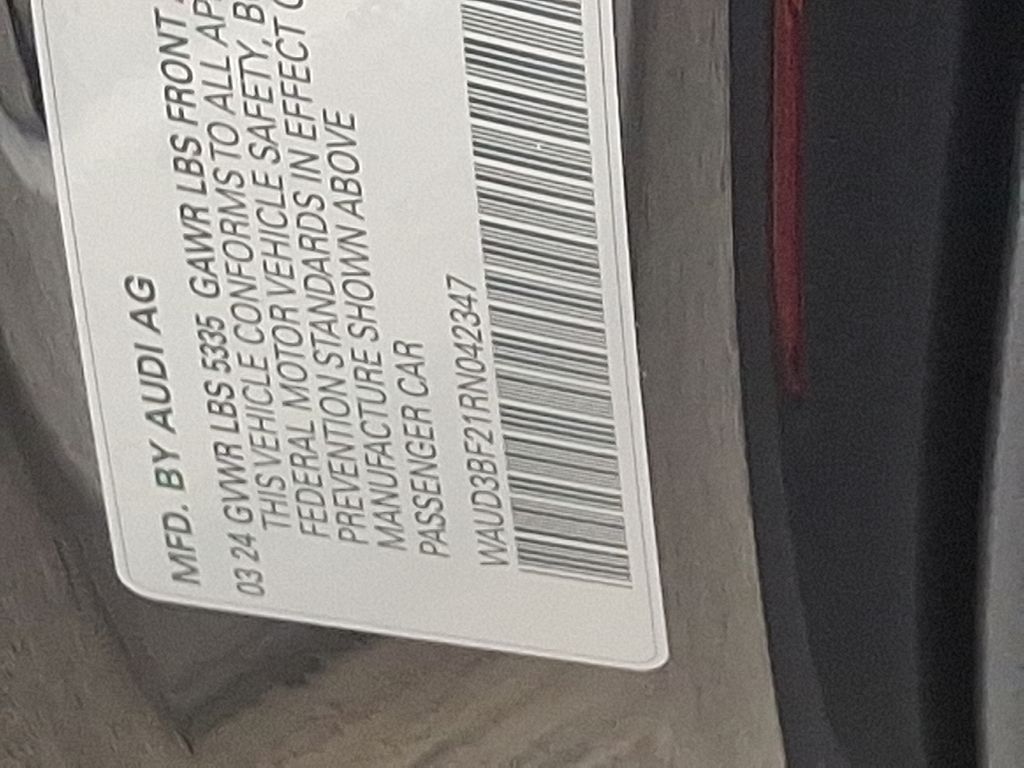 MFD. BY AUDI AG
03 24 GVWR LBS 5335 GAWR LBS FRONT
THIS VEHICLE CONFORMS TO ALL AP
FEDERAL MOTOR VEHICLE SAFETY, B
PREVENTION STANDARDS IN EFFECT
MANUFACTURE SHOWN ABOVE
PASSENGER CAR
WAUD3BF21RN042347